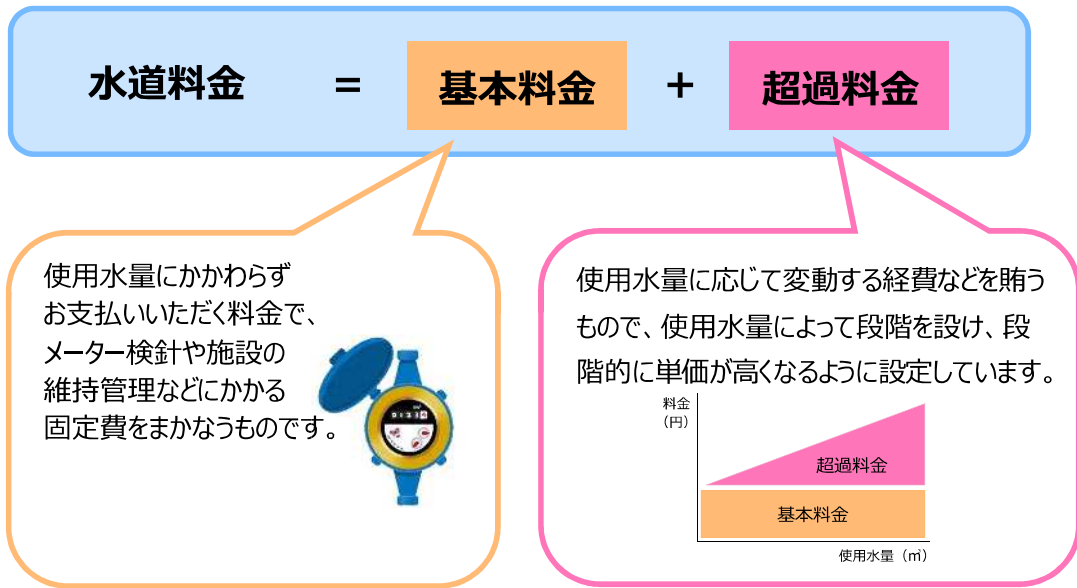 水道料金 = 基本料金 + 超過料金
使用水量にかかわらず
お支払いいただく料金で、
メーター検針や施設の
維持管理などにかかる
固定費をまかなうものです。
使用水量に応じて変動する経費などを賄う
もので、使用水量によって段階を設け、段
階的に単価が高くなるように設定しています。
料金
（円）
超過料金
基本料金
使用水量（㎥）